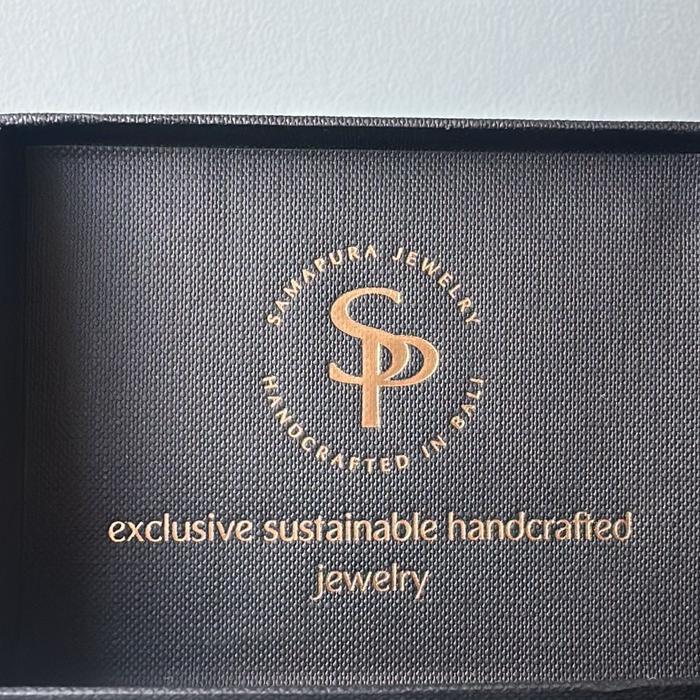 SAMAPURA JEWELRY
SP
HANDCRAFTED IN BALI
exclusive sustainable handcrafted
jewelry